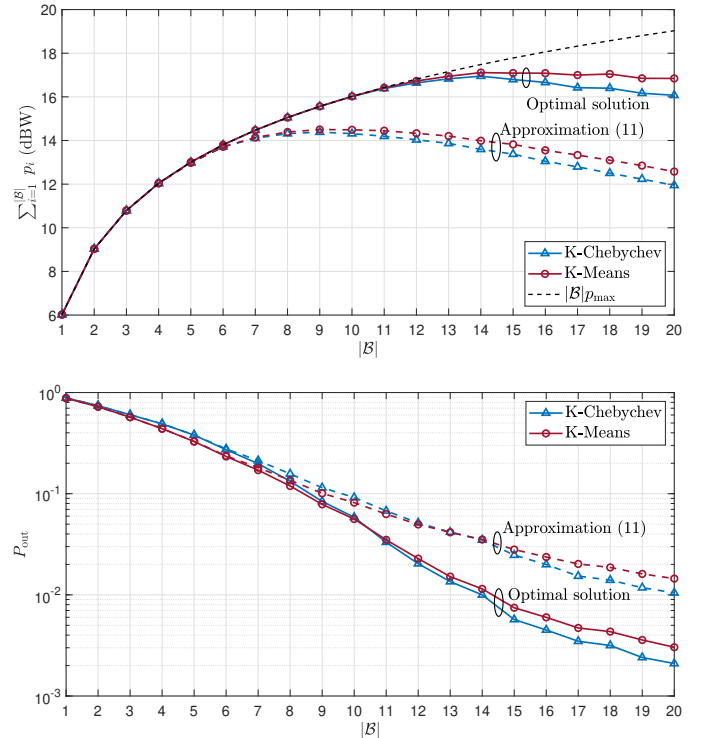 20
18
16
14
12
10
8
6
∑_{i=1}^{|ℬ|} p_i (dBW)
Optimal solution
Approximation (11)
K-Chebychev
K-Means
|ℬ|p_max
1 2 3 4 5 6 7 8 9 10 11 12 13 14 15 16 17 18 19 20
|ℬ|
10^0
10^-1
10^-2
10^-3
P_out
K-Chebychev
K-Means
Approximation (11)
Optimal solution
1 2 3 4 5 6 7 8 9 10 11 12 13 14 15 16 17 18 19 20
|ℬ|